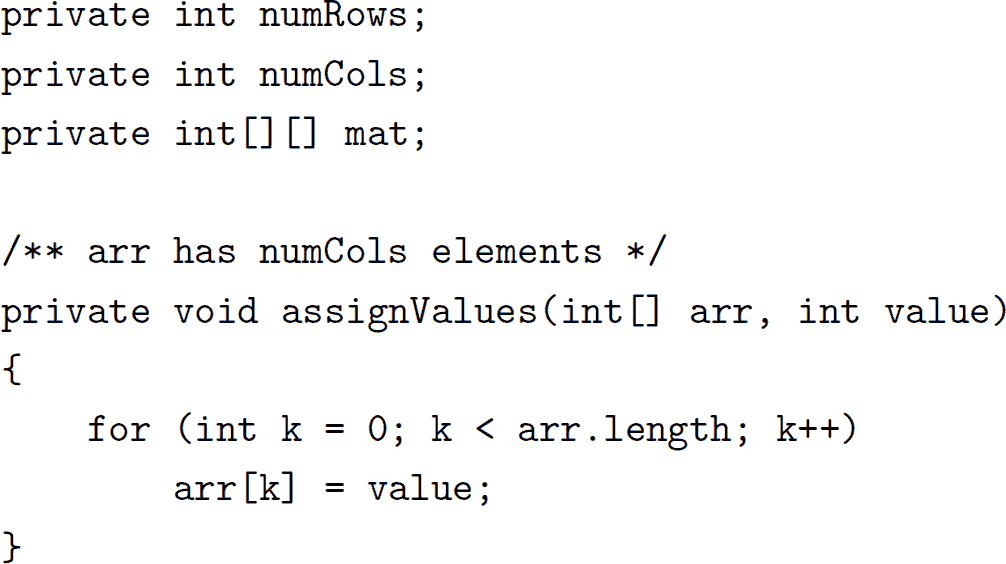 private int numRows;
private int numCols;
private int[][] mat;
/** arr has numCols elements */
private void assignValues(int[] arr, int value)
{
for (int k = 0; k < arr.length; k++)
arr[k] = value;
}